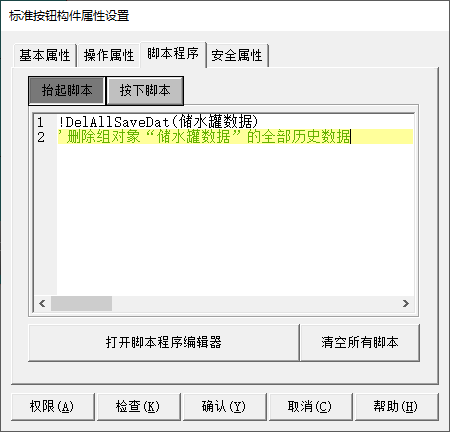 标准按钮构件属性设置
基本属性 操作属性 脚本程序 安全属性
抬起脚本 按下脚本
1 !DelAllSaveDat(储水罐数据)
2 '删除组对象“储水罐数据”的全部历史数据
打开脚本程序编辑器 清空所有脚本
权限(A) 检查(K) 确认(Y) 取消(C) 帮助(H)